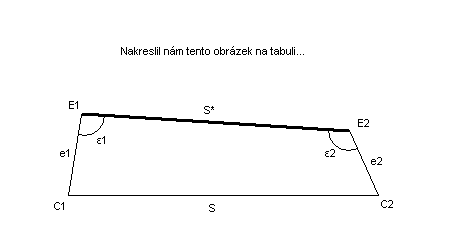 Nakreslil nám tento obrázek na tabuli...
E1
S*
E2
ε1
ε2
e1
e2
C1
S
C2